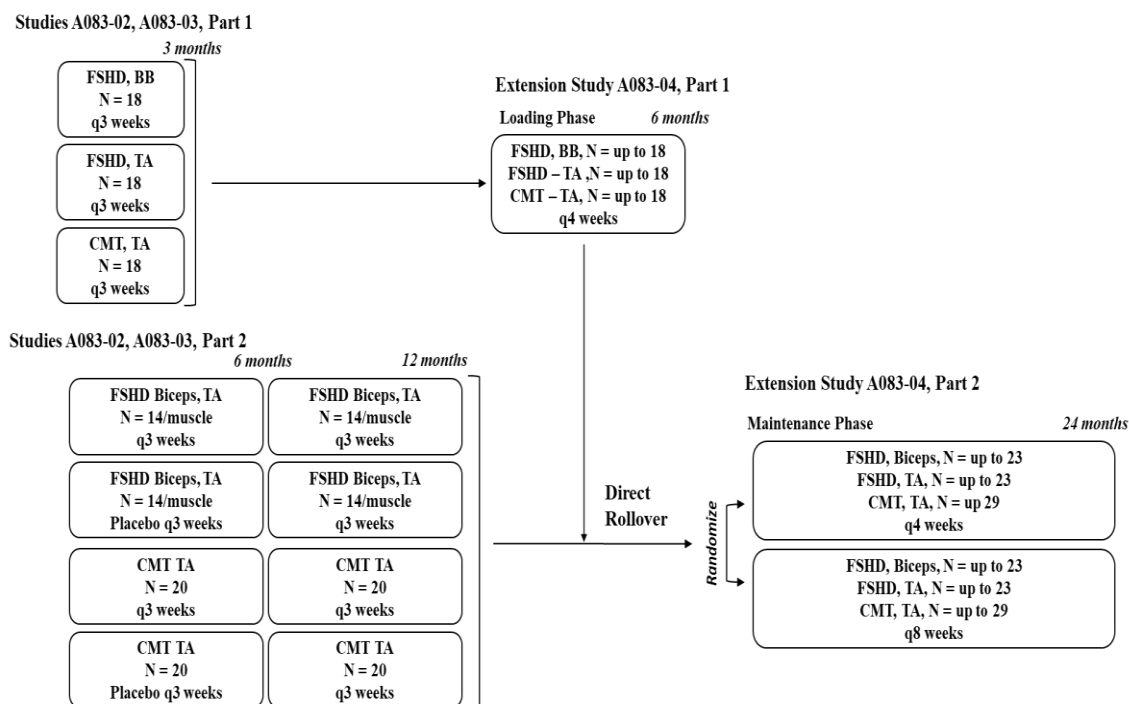 Studies A083-02, A083-03, Part 1
3 months
FSHD, BB
N = 18
q3 weeks
FSHD, TA
N = 18
q3 weeks
CMT, TA
N = 18
q3 weeks
Extension Study A083-04, Part 1
Loading Phase 6 months
FSHD, BB, N = up to 18
FSHD – TA ,N = up to 18
CMT – TA, N = up to 18
q4 weeks
Studies A083-02, A083-03, Part 2
6 months 12 months
FSHD Biceps, TA
N = 14/muscle
q3 weeks
FSHD Biceps, TA
N = 14/muscle
q3 weeks
FSHD Biceps, TA
N = 14/muscle
Placebo q3 weeks
FSHD Biceps, TA
N = 14/muscle
q3 weeks
CMT TA
N = 20
q3 weeks
CMT TA
N = 20
q3 weeks
CMT TA
N = 20
Placebo q3 weeks
CMT TA
N = 20
q3 weeks
Direct
Rollover
Randomize
Extension Study A083-04, Part 2
Maintenance Phase 24 months
FSHD, Biceps, N = up to 23
FSHD, TA, N = up to 23
CMT, TA, N = up 29
q4 weeks
FSHD, Biceps, N = up to 23
FSHD, TA, N = up to 23
CMT, TA, N = up to 29
q8 weeks